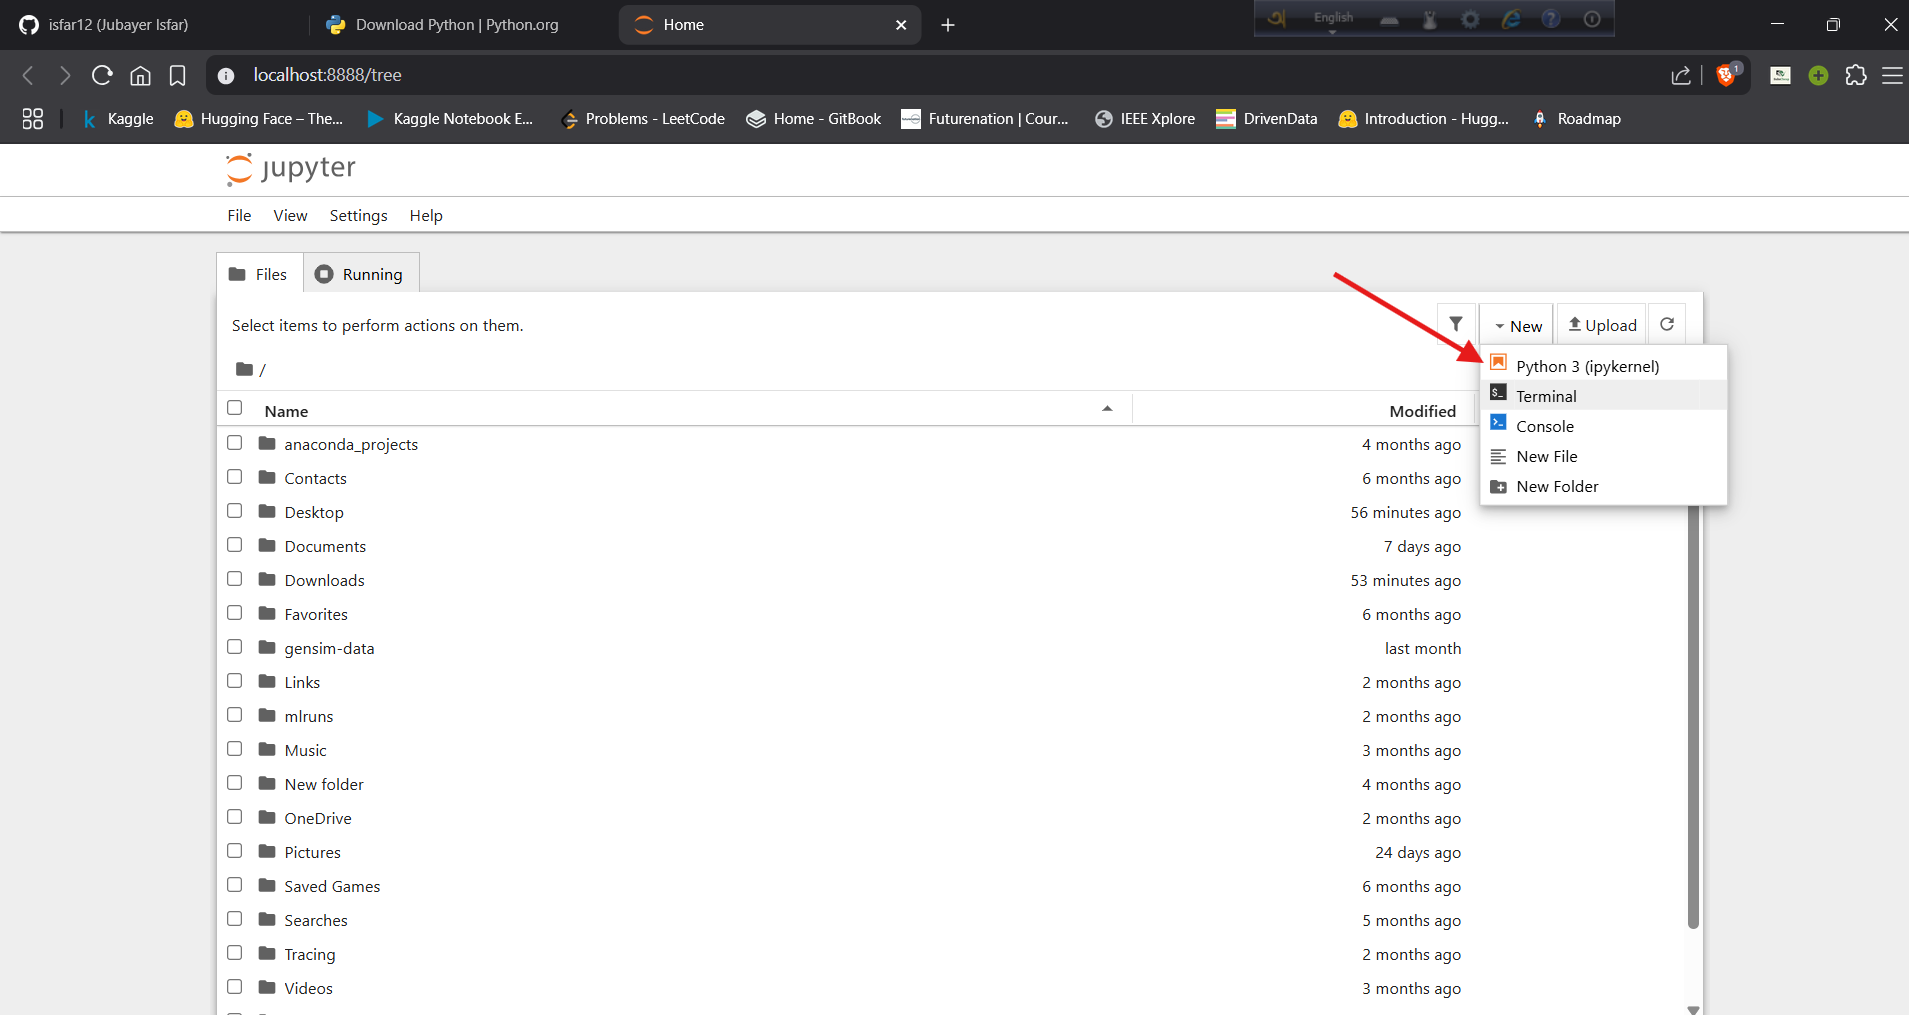 isfar12 (Jubayer Isfar)
Download Python | Python.org
Home
English
localhost:8888/tree
1
Kaggle
Hugging Face – The...
Kaggle Notebook E...
Problems - LeetCode
Home - GitBook
Futurenation | Cour...
IEEE Xplore
DrivenData
Introduction - Hugg...
Roadmap
jupyter
File View Settings Help
Files
Running
Select items to perform actions on them.
New
Upload
/
Python 3 (ipykernel)
Terminal
Console
New File
New Folder
Name Modified
anaconda_projects 4 months ago
Contacts 6 months ago
Desktop 56 minutes ago
Documents 7 days ago
Downloads 53 minutes ago
Favorites 6 months ago
gensim-data last month
Links 2 months ago
mlruns 2 months ago
Music 3 months ago
New folder 4 months ago
OneDrive 2 months ago
Pictures 24 days ago
Saved Games 6 months ago
Searches 5 months ago
Tracing 2 months ago
Videos 3 months ago